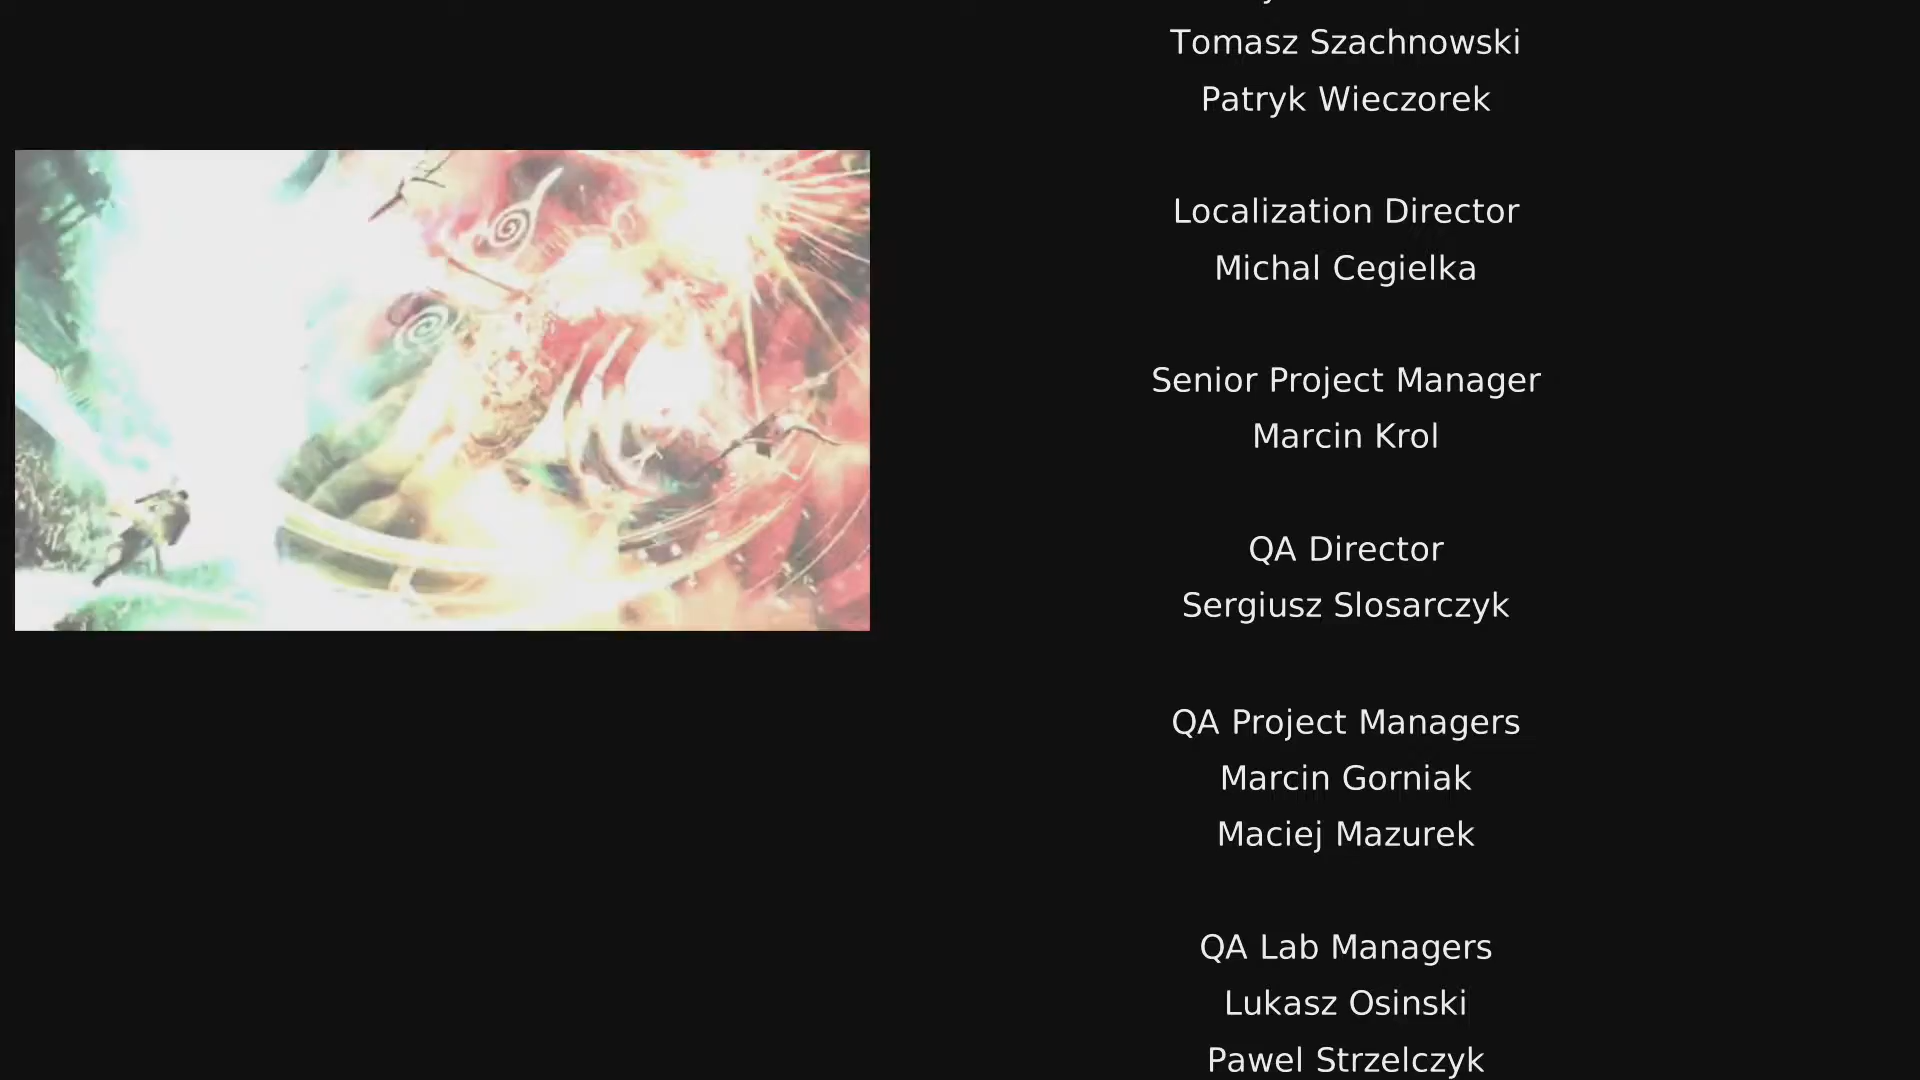 Tomasz Szachnowski
Patryk Wieczorek
Localization Director
Michal Cegielka
Senior Project Manager
Marcin Krol
QA Director
Sergiusz Slosarczyk
QA Project Managers
Marcin Gorniak
Maciej Mazurek
QA Lab Managers
Lukasz Osinski
Pawel Strzelczyk